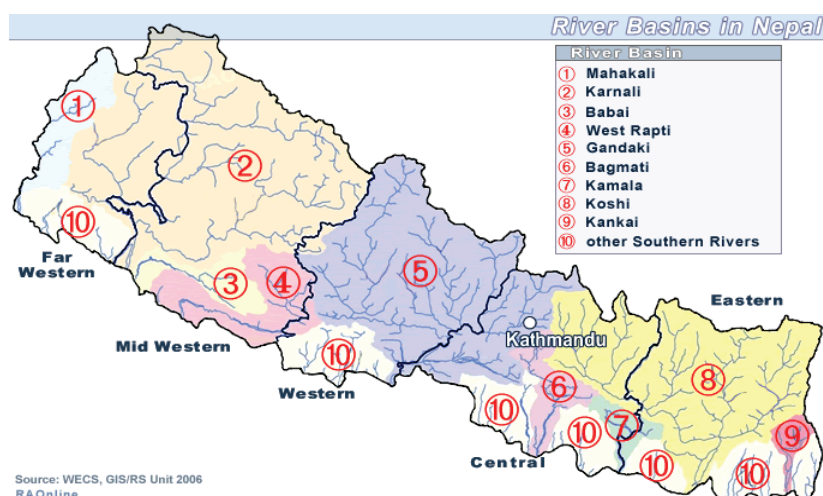 River Basins in Nepal
River Basin
① Mahakali
② Karnali
③ Babai
④ West Rapti
⑤ Gandaki
⑥ Bagmati
⑦ Kamala
⑧ Koshi
⑨ Kankai
⑩ other Southern Rivers
①
②
⑩
Far
Western
③
④
⑤
Eastern
Kathmandu
Mid Western
⑩
Western
⑧
⑥
⑩
⑩
⑦
⑨
Central
⑩
⑩
Source: WECS, GIS/RS Unit 2006
RAOnline